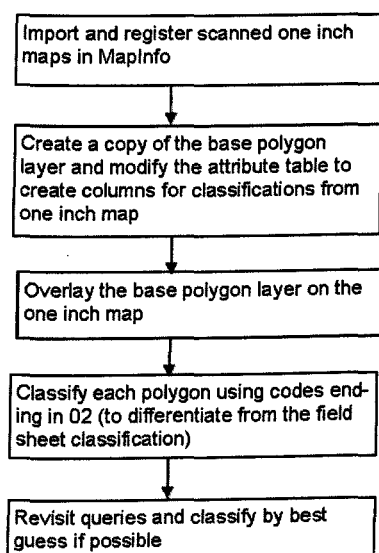 Import and register scanned one inch
maps in MapInfo
Create a copy of the base polygon
layer and modify the attribute table to
create columns for classifications from
one inch map
Overlay the base polygon layer on the
one inch map
Classify each polygon using codes end-
ing in 02 (to differentiate from the field
sheet classification)
Revisit queries and classify by best
guess if possible